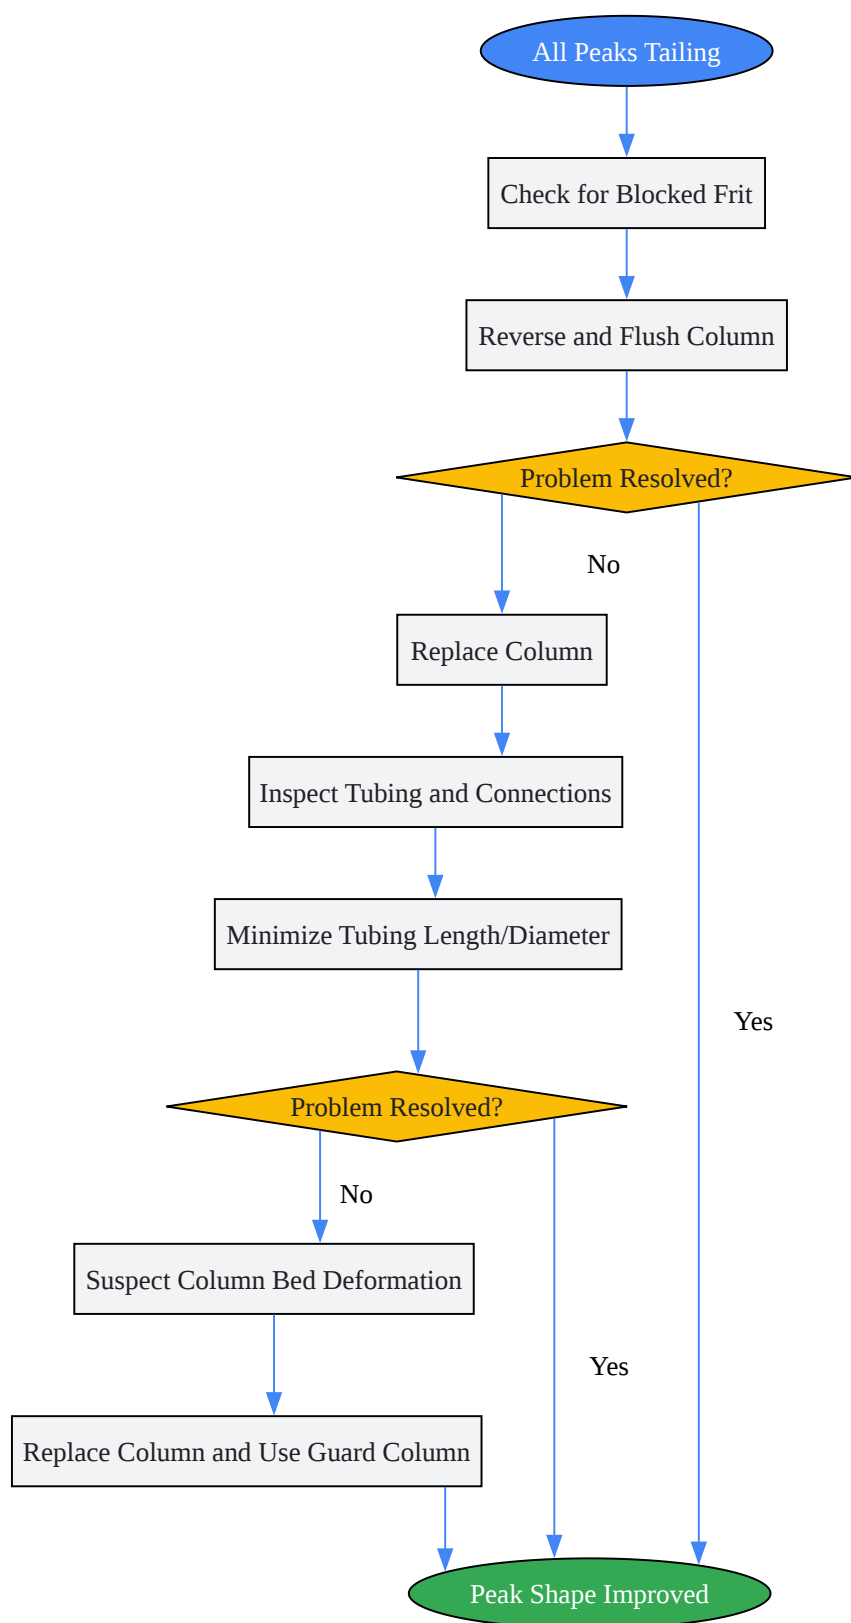 All Peaks Tailing
Check for Blocked Frit
Reverse and Flush Column
Problem Resolved?
No
Replace Column
Inspect Tubing and Connections
Minimize Tubing Length/Diameter
Yes
Problem Resolved?
No
Suspect Column Bed Deformation
Yes
Replace Column and Use Guard Column
Peak Shape Improved